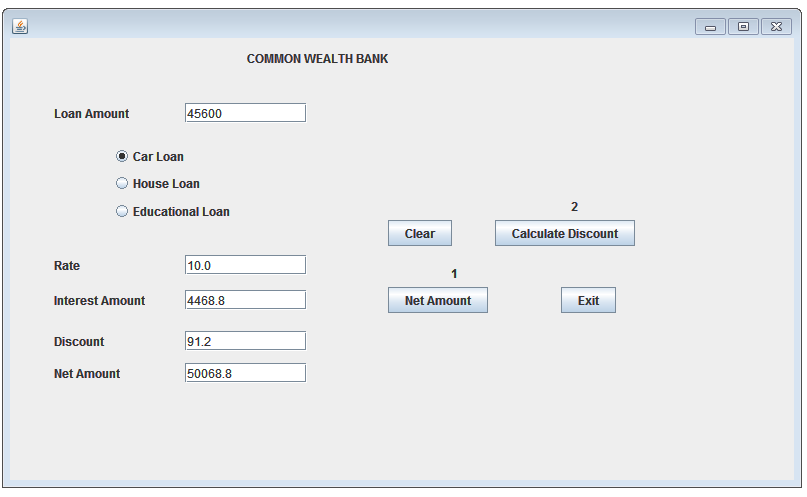 COMMON WEALTH BANK
Loan Amount 45600
Car Loan
House Loan
Educational Loan
2
Clear Calculate Discount
Rate 10.0
1
Interest Amount 4468.8
Net Amount Exit
Discount 91.2
Net Amount 50068.8